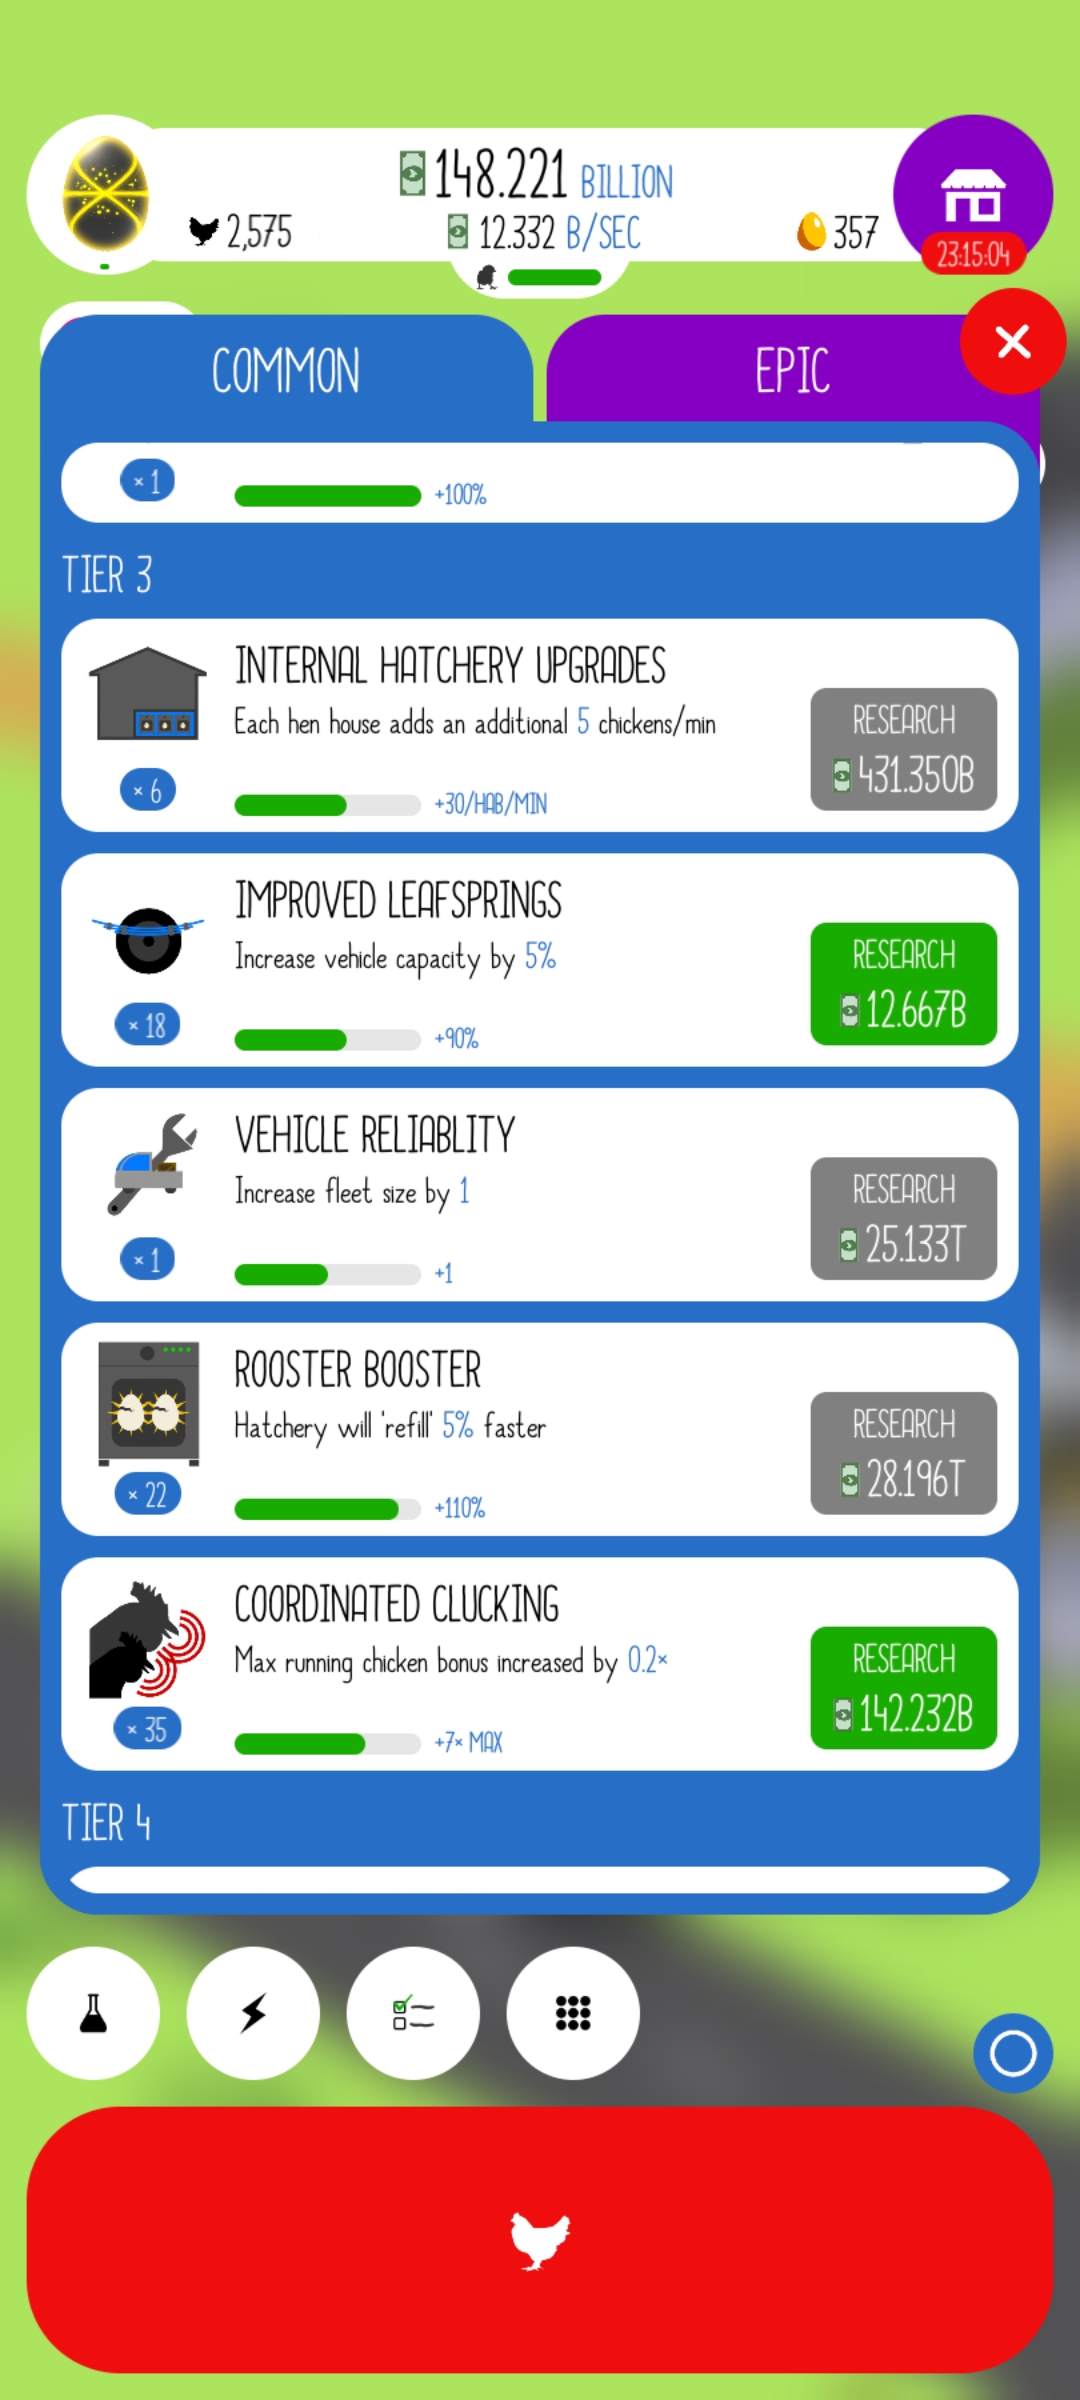 148.221 BILLION
2,575
12.332 B/SEC
357
23:15:04
COMMON
EPIC
× 1
+100%
TIER 3
INTERNAL HATCHERY UPGRADES
Each hen house adds an additional 5 chickens/min
RESEARCH
431.350B
× 6
+30/HAB/MIN
IMPROVED LEAFSPRINGS
Increase vehicle capacity by 5%
RESEARCH
12.667B
× 18
+90%
VEHICLE RELIABLITY
Increase fleet size by 1
RESEARCH
25.133T
× 1
+1
ROOSTER BOOSTER
Hatchery will 'refill' 5% faster
RESEARCH
28.196T
× 22
+110%
COORDINATED CLUCKING
Max running chicken bonus increased by 0.2×
RESEARCH
142.232B
× 35
+7× MAX
TIER 4